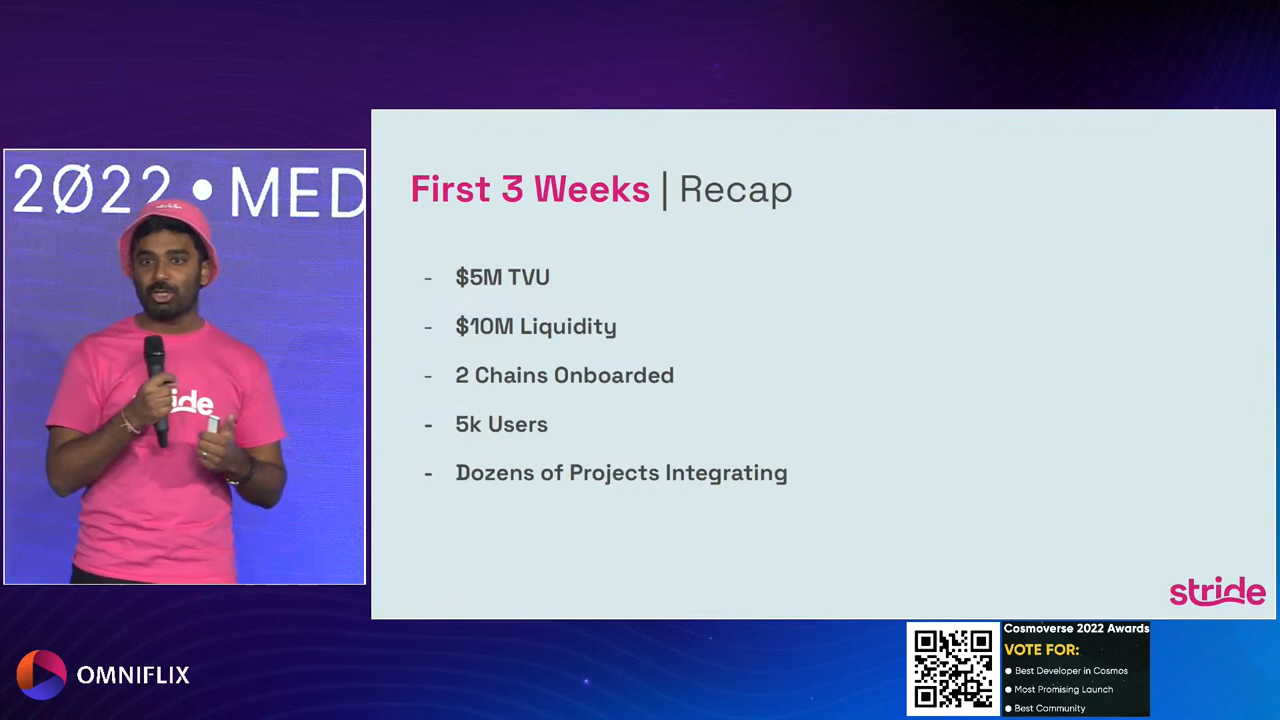 2022 • MED
stride
First 3 Weeks | Recap
- $5M TVU
- $10M Liquidity
- 2 Chains Onboarded
- 5k Users
- Dozens of Projects Integrating
stride
OMNIFLIX
Cosmoverse 2022 Awards
VOTE FOR:
● Best Developer in Cosmos
● Most Promising Launch
● Best Community